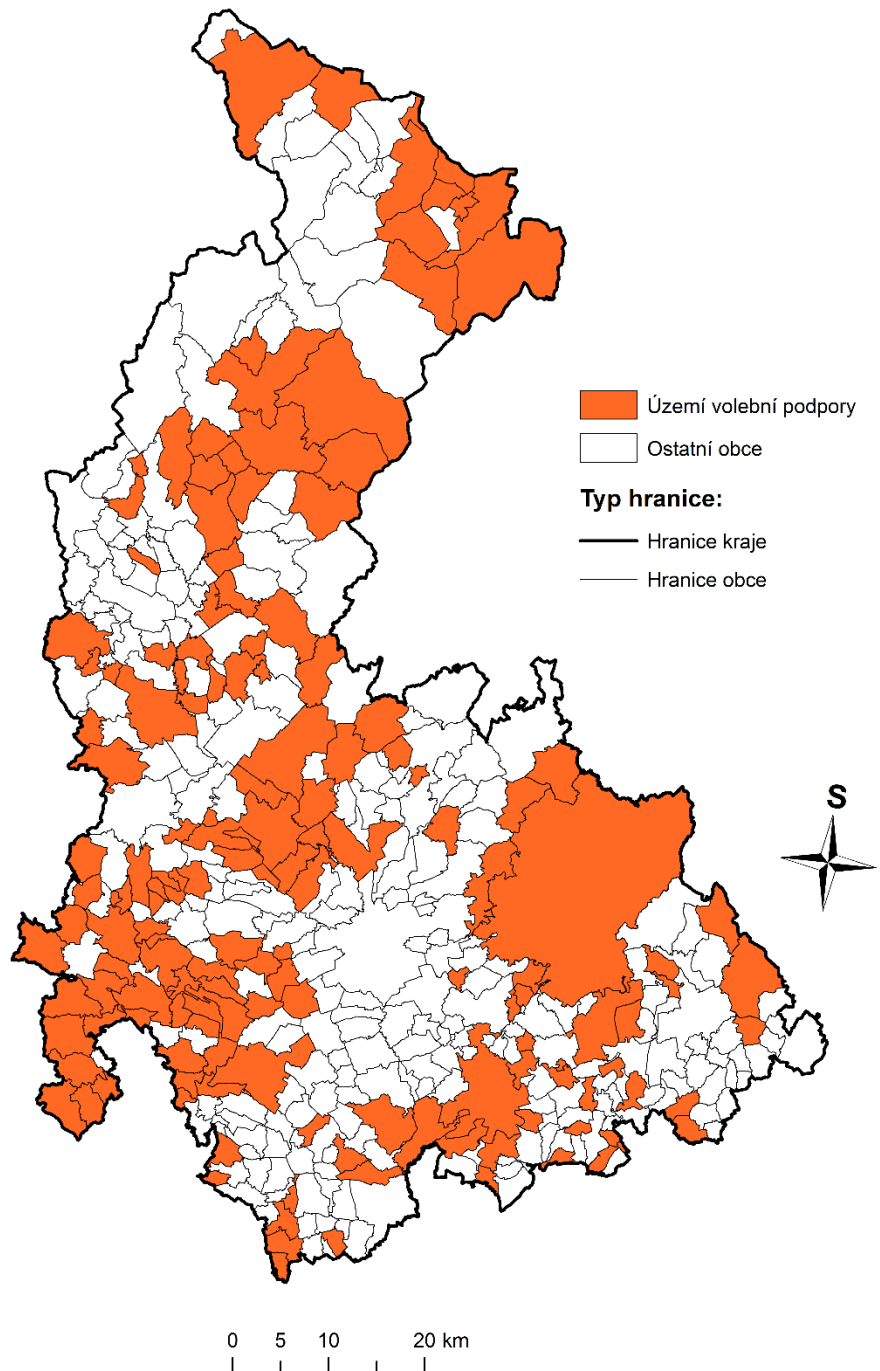 Území volební podpory
Ostatní obce
Typ hranice:
Hranice kraje
Hranice obce
S
0 5 10 20 km